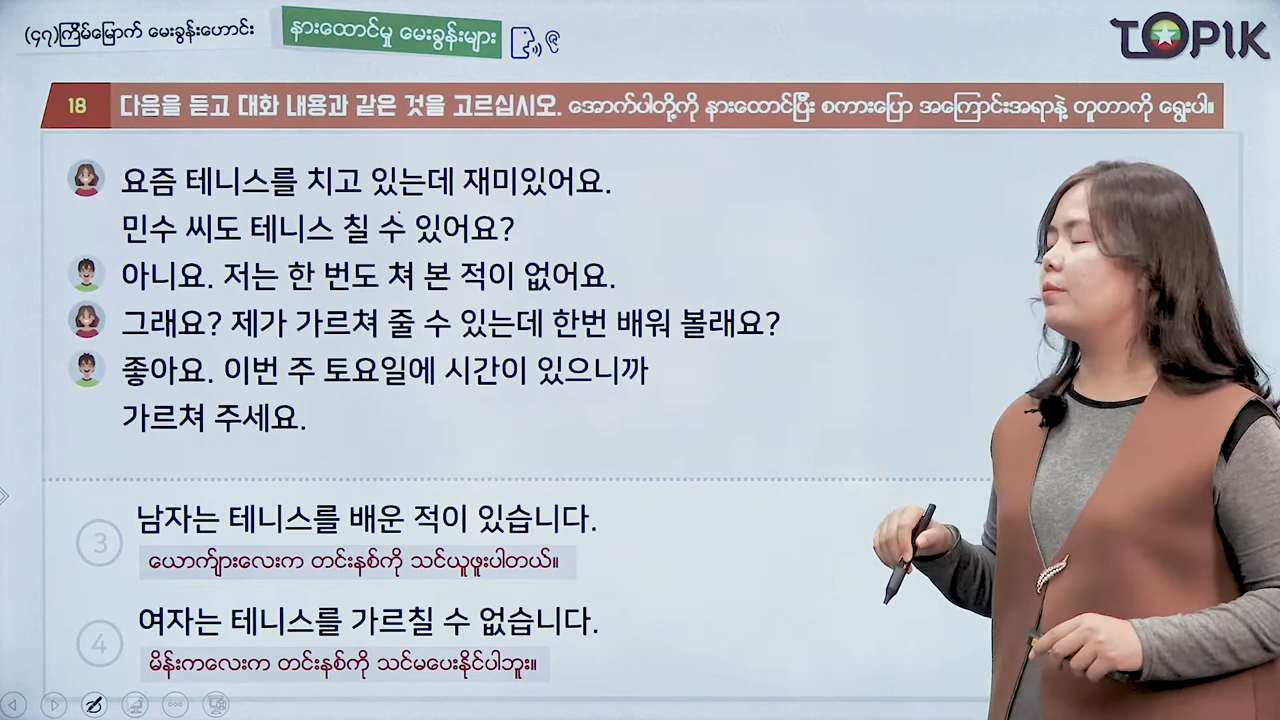 (၄၇)ကြိမ်မြောက် မေးခွန်းဟောင်း
နားထောင်မှု မေးခွန်းများ
TOPIK
18 다음을 듣고 대화 내용과 같은 것을 고르십시오. အောက်ပါတို့ကို နားထောင်ပြီး စကားပြော အကြောင်းအရာနဲ့ တူတာကို ရွေးပါ။
요즘 테니스를 치고 있는데 재미있어요.
민수 씨도 테니스 칠 수 있어요?
아니요. 저는 한 번도 쳐 본 적이 없어요.
그래요? 제가 가르쳐 줄 수 있는데 한번 배워 볼래요?
좋아요. 이번 주 토요일에 시간이 있으니까
가르쳐 주세요.
3 남자는 테니스를 배운 적이 있습니다.
ယောက်ျားလေးက တင်းနစ်ကို သင်ယူဖူးပါတယ်။
4 여자는 테니스를 가르칠 수 없습니다.
မိန်းကလေးက တင်းနစ်ကို သင်မပေးနိုင်ပါဘူး။